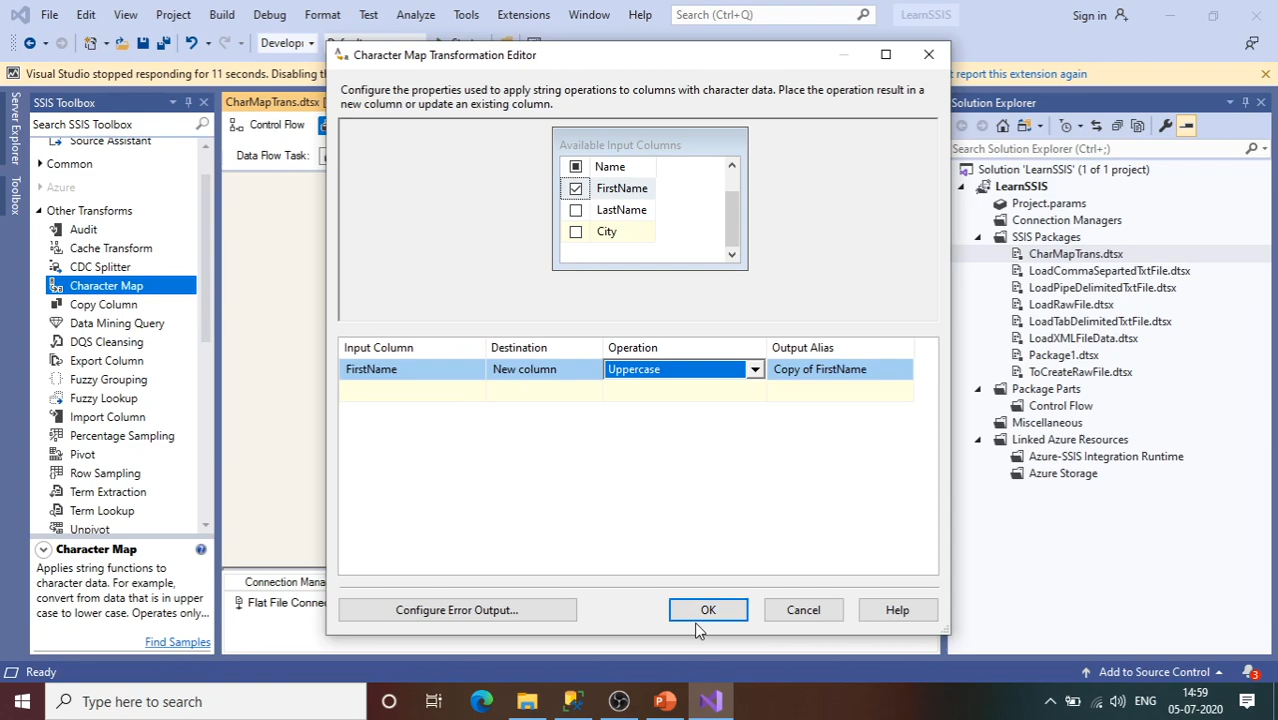 File Edit View Project Build Debug Format Test Analyze Tools Extensions Window Help Search (Ctrl+Q) LearnSSIS Sign in
Developı
Visual Studio stopped responding for 11 seconds. Disabling th
t report this extension again
Character Map Transformation Editor
Configure the properties used to apply string operations to columns with character data. Place the operation result in a
new column or update an existing column.
Server Explorer
Toolbox
SSIS Toolbox
Search SSIS Toolbox
Source Assistant
Common
Azure
Other Transforms
Audit
Cache Transform
CDC Splitter
Character Map
Copy Column
Data Mining Query
DQS Cleansing
Export Column
Fuzzy Grouping
Fuzzy Lookup
Import Column
Percentage Sampling
Pivot
Row Sampling
Term Extraction
Term Lookup
Unpivot
Character Map
Applies string functions to
character data. For example,
convert from data that is in upper
case to lower case. Operates only...
Find Samples
CharMapTrans.dtsx
Control Flow
Data Flow Task:
Connection Mana
Flat File Connec
Available Input Columns
Name
FirstName
LastName
City
Input Column Destination Operation Output Alias
FirstName New column Uppercase Copy of FirstName
Configure Error Output... OK Cancel Help
Solution Explorer
Search Solution Explorer (Ctrl+;)
Solution 'LearnSSIS' (1 of 1 project)
LearnSSIS
Project.params
Connection Managers
SSIS Packages
CharMapTrans.dtsx
LoadCommaSepartedTxtFile.dtsx
LoadPipeDelimitedTxtFile.dtsx
LoadRawFile.dtsx
LoadTabDelimitedTxtFile.dtsx
LoadXMLFileData.dtsx
Package1.dtsx
ToCreateRawFile.dtsx
Package Parts
Control Flow
Miscellaneous
Linked Azure Resources
Azure-SSIS Integration Runtime
Azure Storage
Ready
Add to Source Control
3
Type here to search
ENG
14:59
05-07-2020